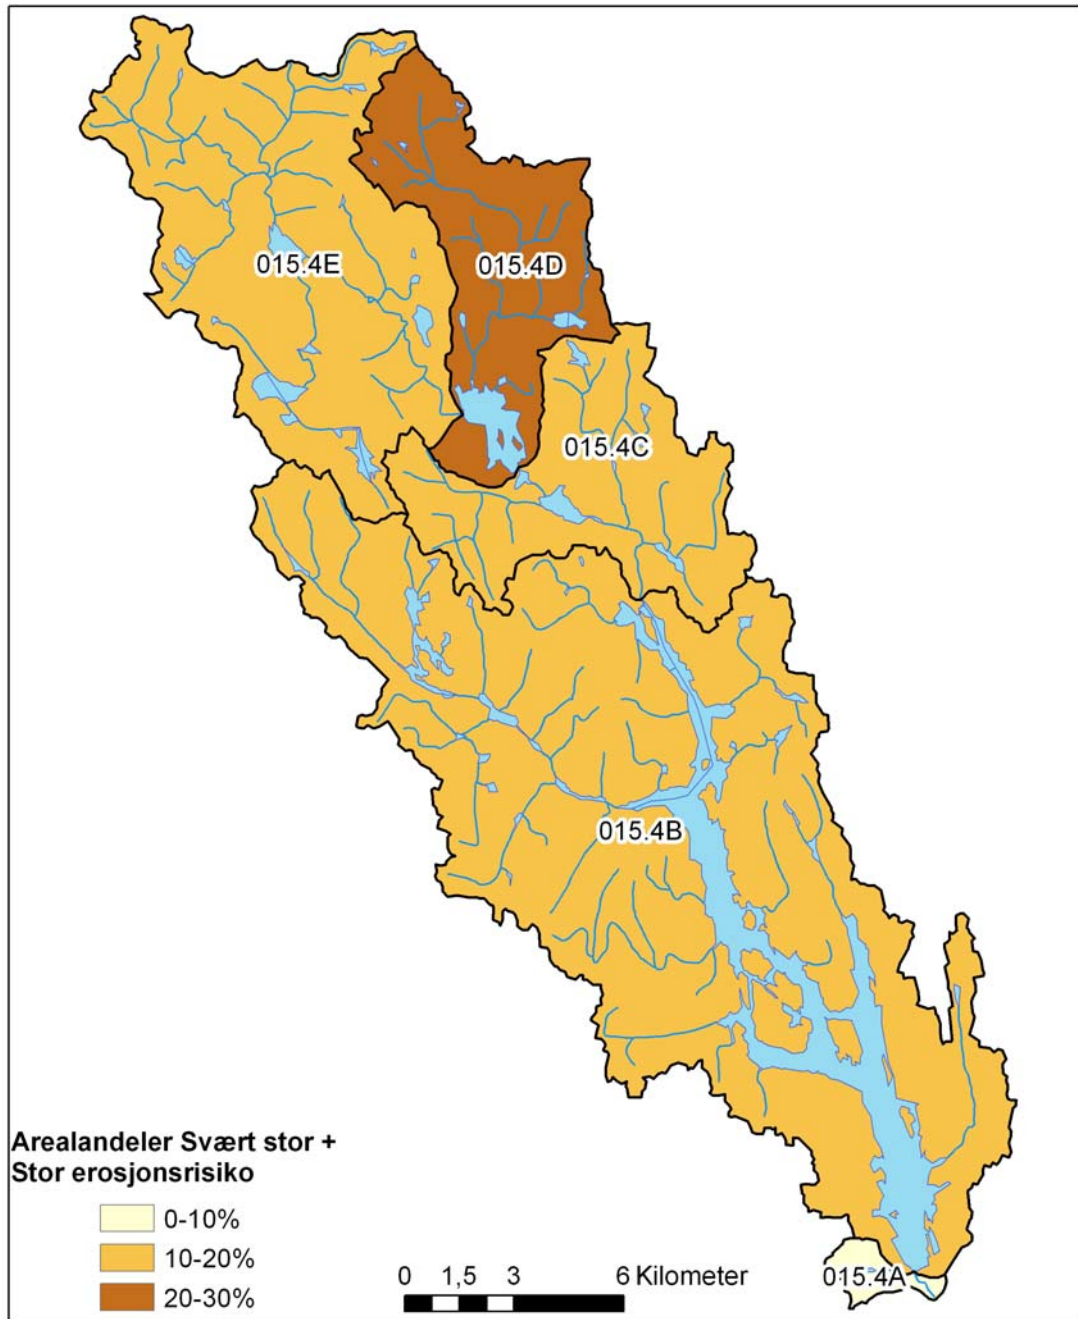 015.4E
015.4D
015.4C
015.4B
015.4A
Arealandeler Svært stor +
Stor erosjonsrisiko
0-10%
10-20%
20-30%
0 1,5 3 6 Kilometer